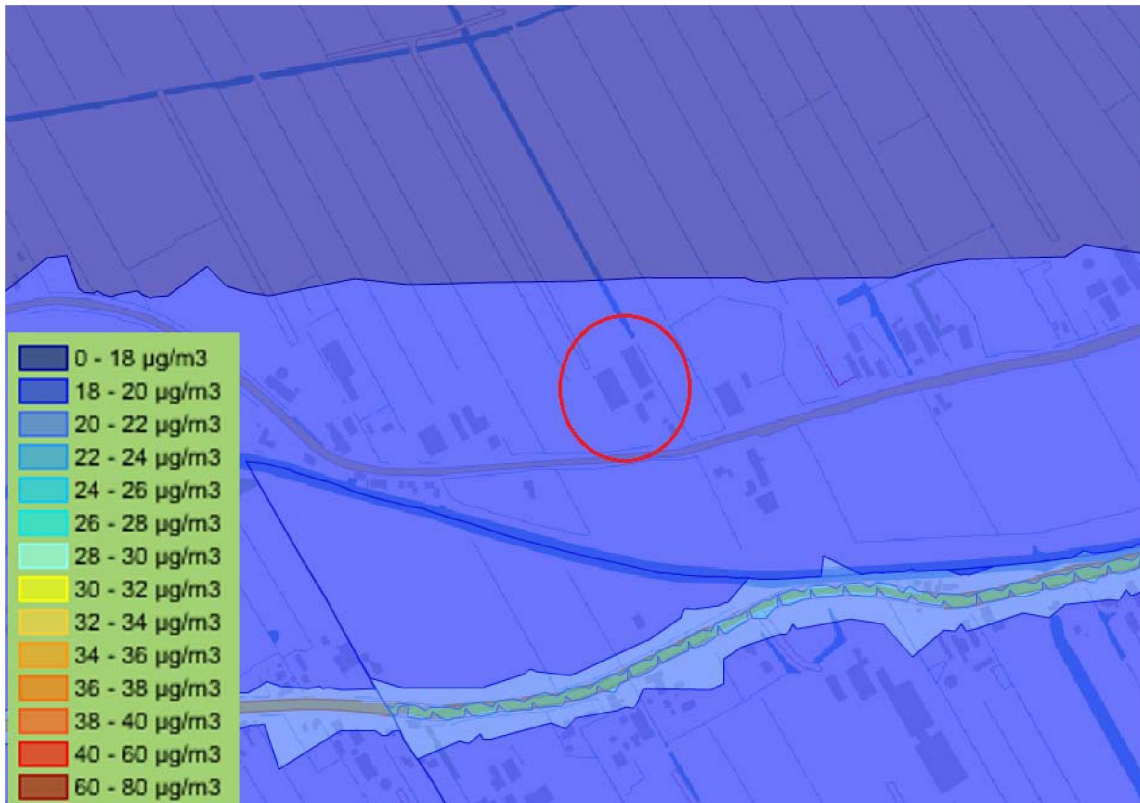 0 - 18 µg/m3
18 - 20 µg/m3
20 - 22 µg/m3
22 - 24 µg/m3
24 - 26 µg/m3
26 - 28 µg/m3
28 - 30 µg/m3
30 - 32 µg/m3
32 - 34 µg/m3
34 - 36 µg/m3
36 - 38 µg/m3
38 - 40 µg/m3
40 - 60 µg/m3
60 - 80 µg/m3